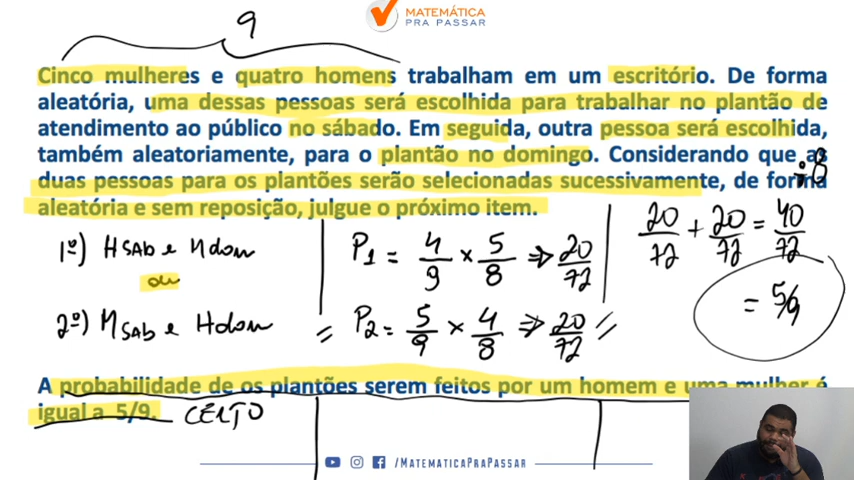 MATEMÁTICA
PRA PASSAR
9
Cinco mulheres e quatro homens trabalham em um escritório. De forma
aleatória, uma dessas pessoas será escolhida para trabalhar no plantão de
atendimento ao público no sábado. Em seguida, outra pessoa será escolhida,
também aleatoriamente, para o plantão no domingo. Considerando que as
duas pessoas para os plantões serão selecionadas sucessivamente, de forma
aleatória e sem reposição, julgue o próximo item.
÷8
1º) HSAB e Mdom
ou
2º) MSAB e Hdom
P1 = 4/9 × 5/8 ⇒ 20/72
= P2 = 5/9 × 4/8 ⇒ 20/72 =
20/72 + 20/72 = 40/72
= 5/9
A probabilidade de os plantões serem feitos por um homem e uma mulher é
igual a 5/9. CERTO
/MATEMATICAPRAPASSAR